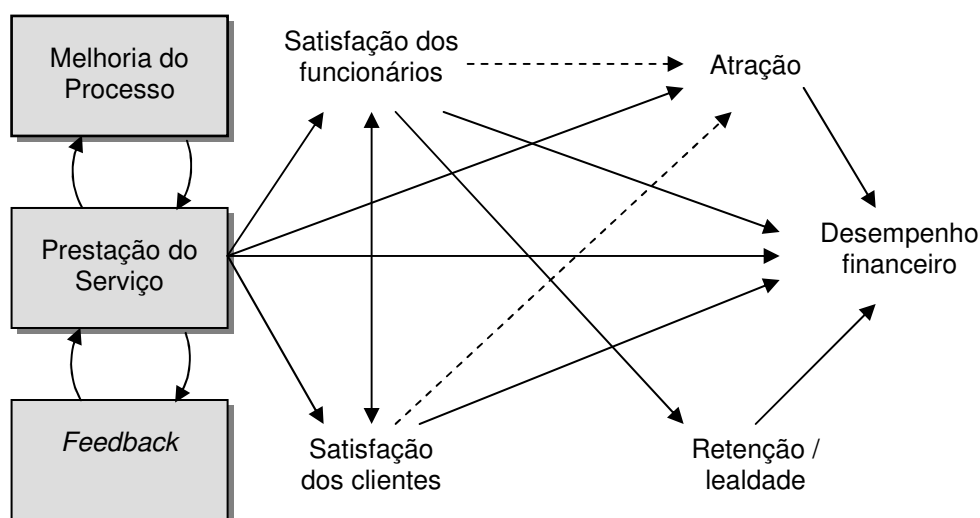 Melhoria do
Processo
Satisfação dos
funcionários
Atração
Prestação do
Serviço
Desempenho
financeiro
Feedback
Satisfação
dos clientes
Retenção /
lealdade